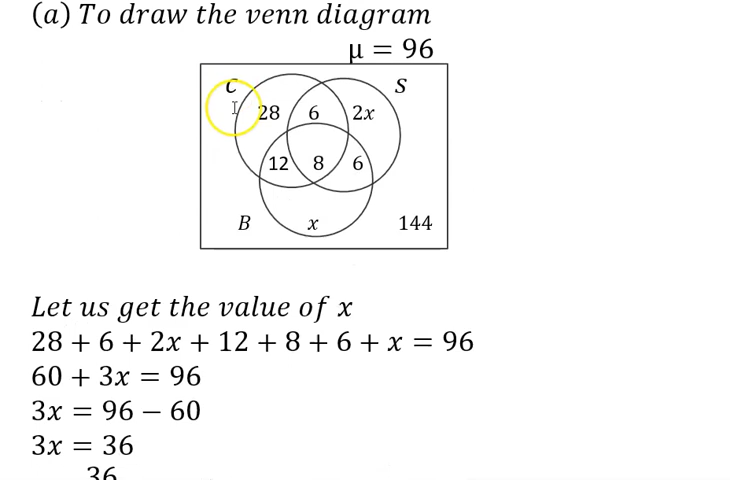 (a) To draw the venn diagram
μ = 96
C S
28 6 2x
12 8 6
B x 144
Let us get the value of x
28 + 6 + 2x + 12 + 8 + 6 + x = 96
60 + 3x = 96
3x = 96 − 60
3x = 36
36